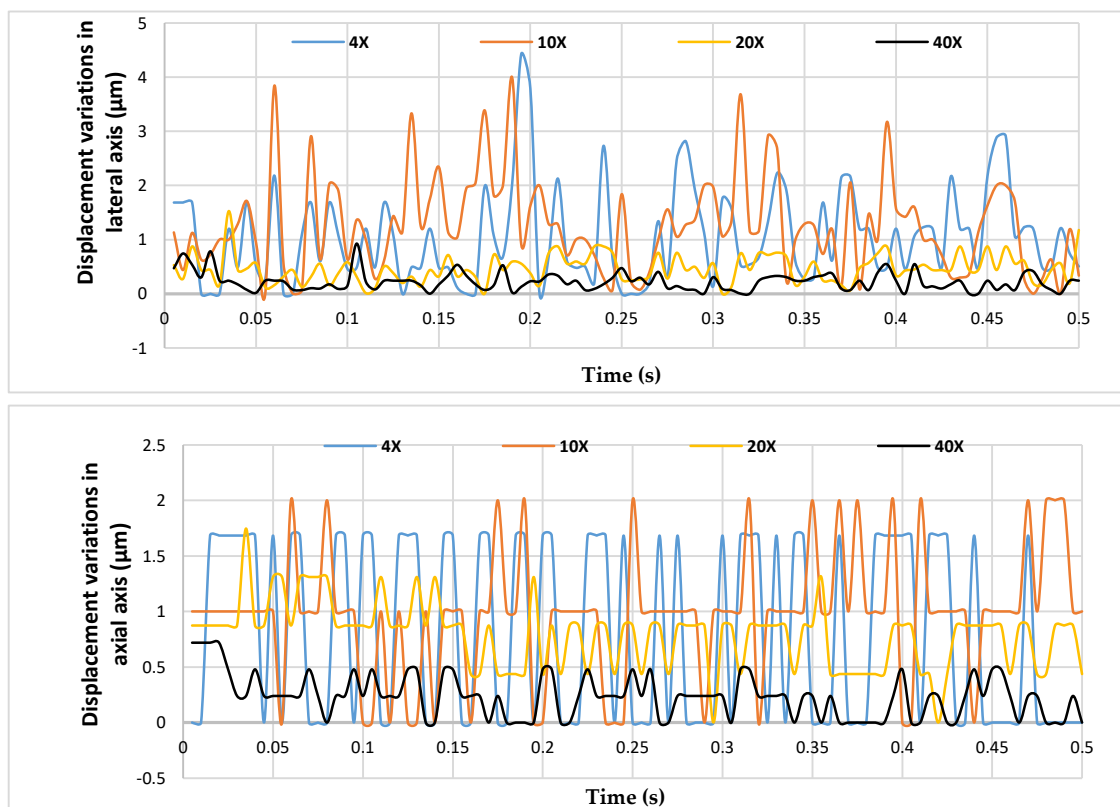 Displacement variations in
lateral axis (µm)
5
4
3
2
1
0
-1
4X 10X 20X 40X
0 0.05 0.1 0.15 0.2 0.25 0.3 0.35 0.4 0.45 0.5
Time (s)
Displacement variations in
axial axis (µm)
2.5
2
1.5
1
0.5
0
-0.5
4X 10X 20X 40X
0 0.05 0.1 0.15 0.2 0.25 0.3 0.35 0.4 0.45 0.5
Time (s)